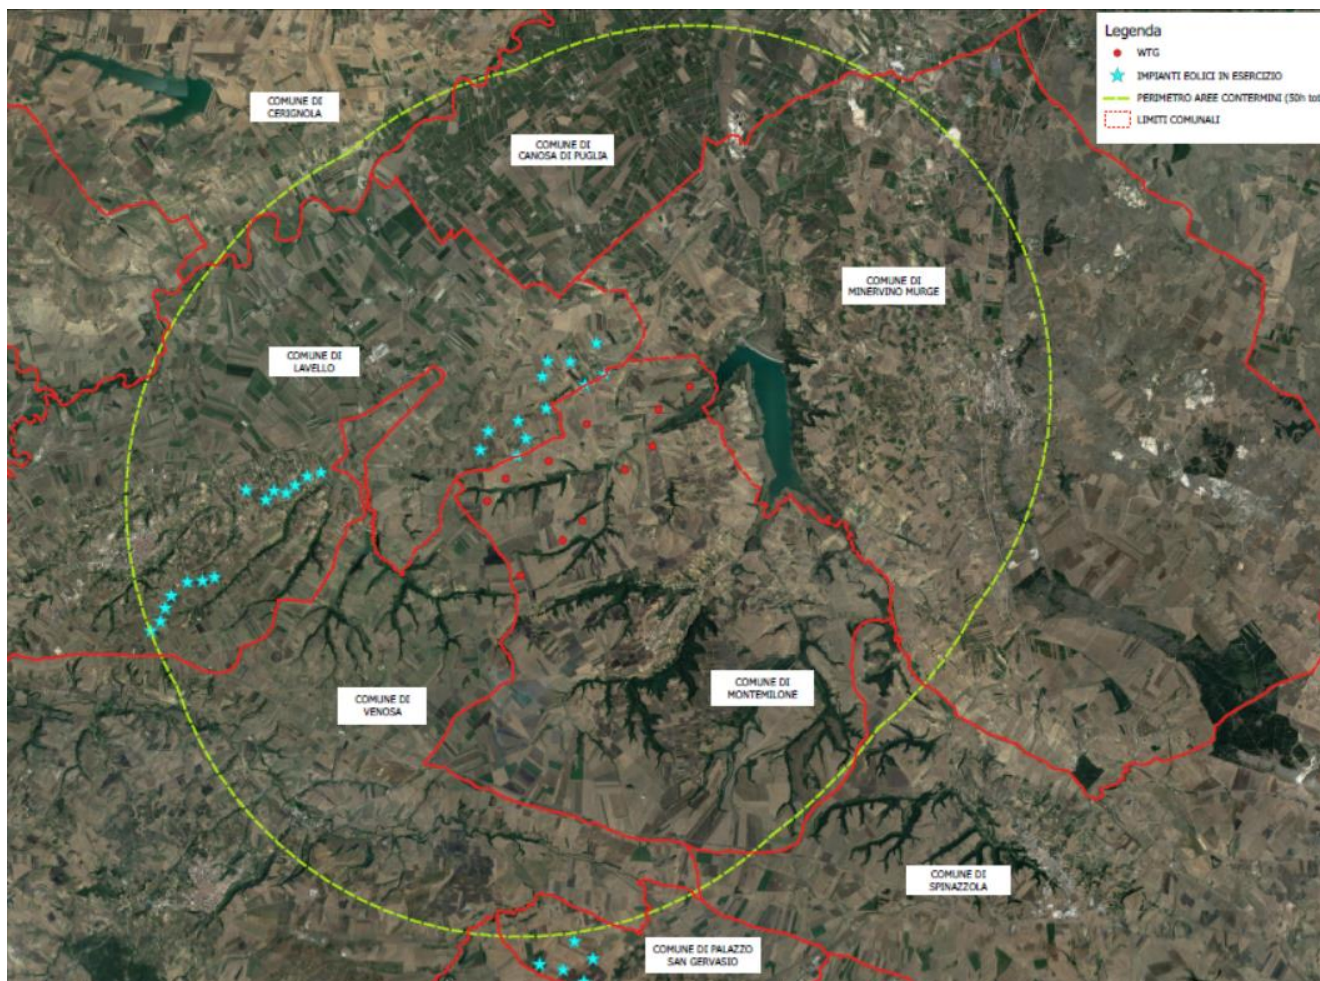 Legenda
WTG
IMPIANTI EOLICI IN ESERCIZIO
PERIMETRO AREE CONTERMINI (50h tot
LIMITI COMUNALI
COMUNE DI
CERIGNOLA
COMUNE DI
CANOSA DI PUGLIA
COMUNE DI
MINERVINO MURGE
COMUNE DI
LAVELLO
COMUNE DI
VENOSA
COMUNE DI
MONTEMILONE
COMUNE DI
SPINAZZOLA
COMUNE DI PALAZZO
SAN GERVASIO